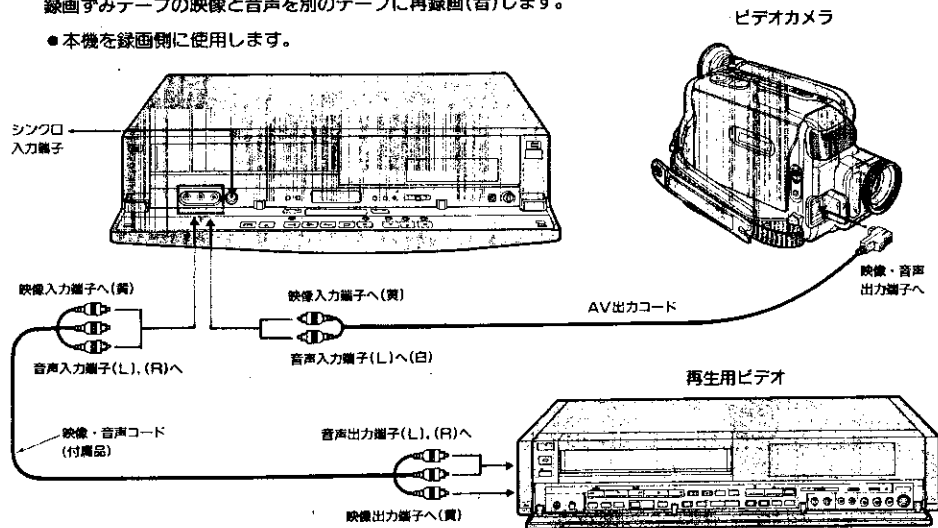 録画ずみテープの映像と音声を別のテープに再録画(音)します。
●本機を録画側に使用します。
ビデオカメラ
シンクロ
入力端子
映像・音声
出力端子へ
映像入力端子へ(黄)
音声入力端子(L),(R)へ
映像入力端子へ(黄)
音声入力端子(L)へ(白)
AV出力コード
再生用ビデオ
映像・音声コード
(付属品)
音声出力端子(L),(R)へ
映像出力端子へ(黄)